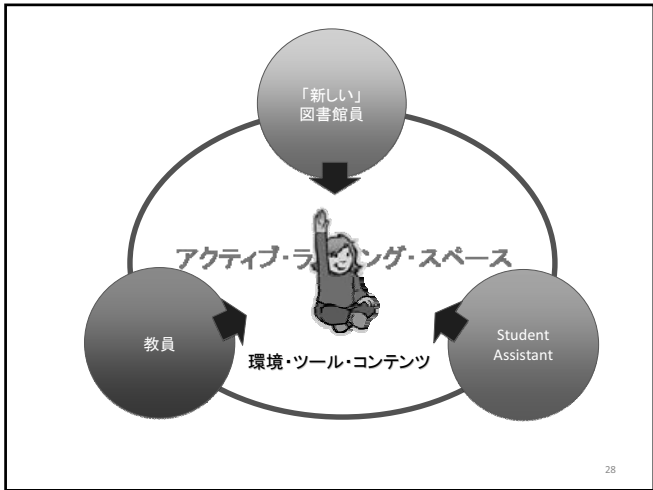 「新しい」
図書館員
アクティブ・ラ ング・スペース
教員
Student
Assistant
環境・ツール・コンテンツ
28